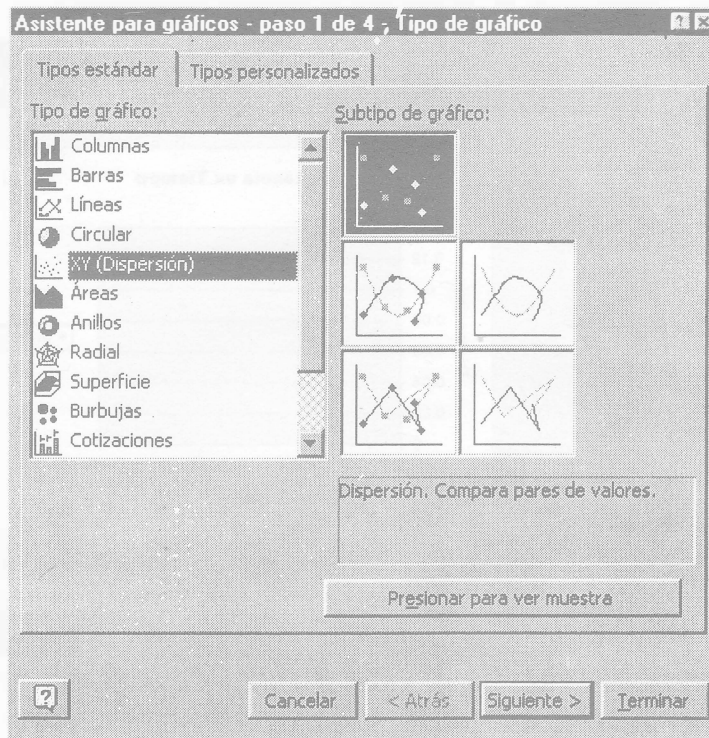 Asistente para gráficos - paso 1 de 4 - Tipo de gráfico
Tipos estándar
Tipos personalizados
Tipo de gráfico:
Columnas
Barras
Líneas
Circular
XY (Dispersión)
Áreas
Anillos
Radial
Superficie
Burbujas
Cotizaciones
Subtipo de gráfico:
Dispersión. Compara pares de valores.
Presionar para ver muestra
Cancelar
< Atrás
Siguiente >
Terminar